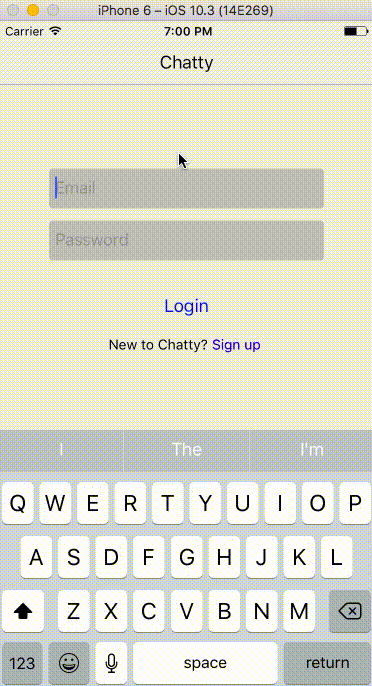 iPhone 6 – iOS 10.3 (14E269)
Carrier 7:00 PM
Chatty
Email
Password
Login
New to Chatty? Sign up
I The I'm
Q W E R T Y U I O P
A S D F G H J K L
Z X C V B N M
123 space return